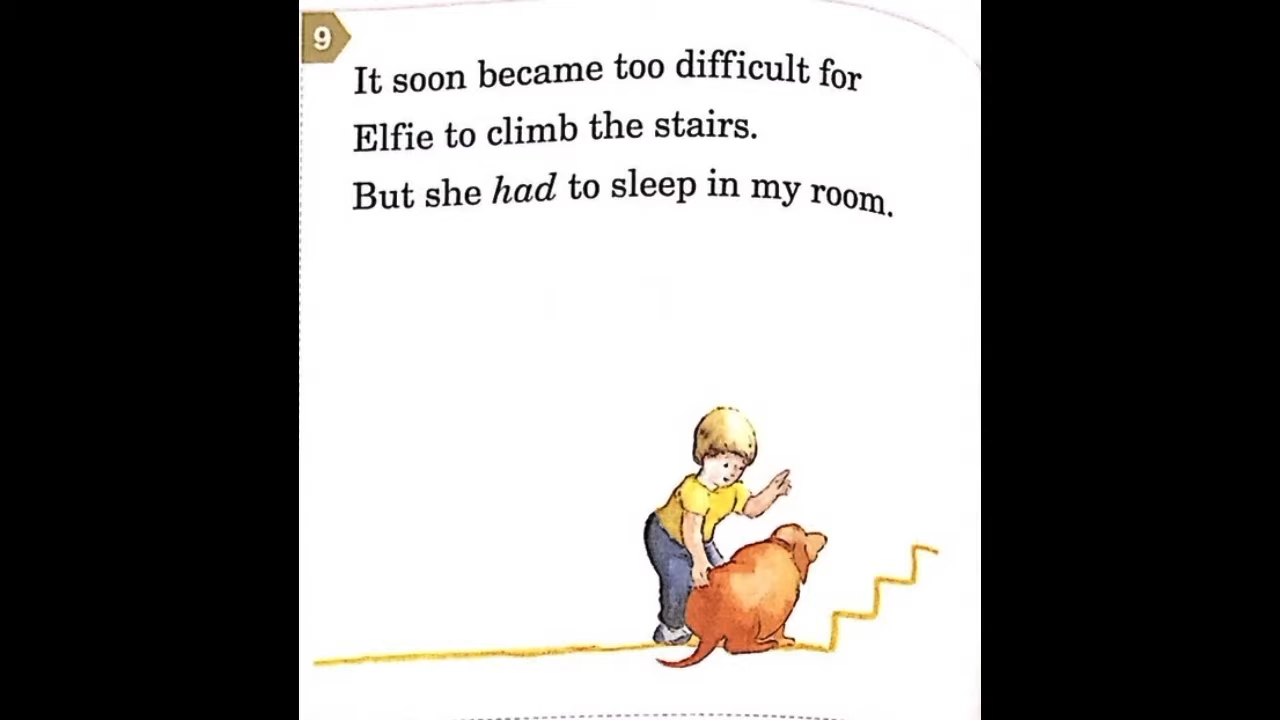 9
It soon became too difficult for
Elfie to climb the stairs.
But she had to sleep in my room.